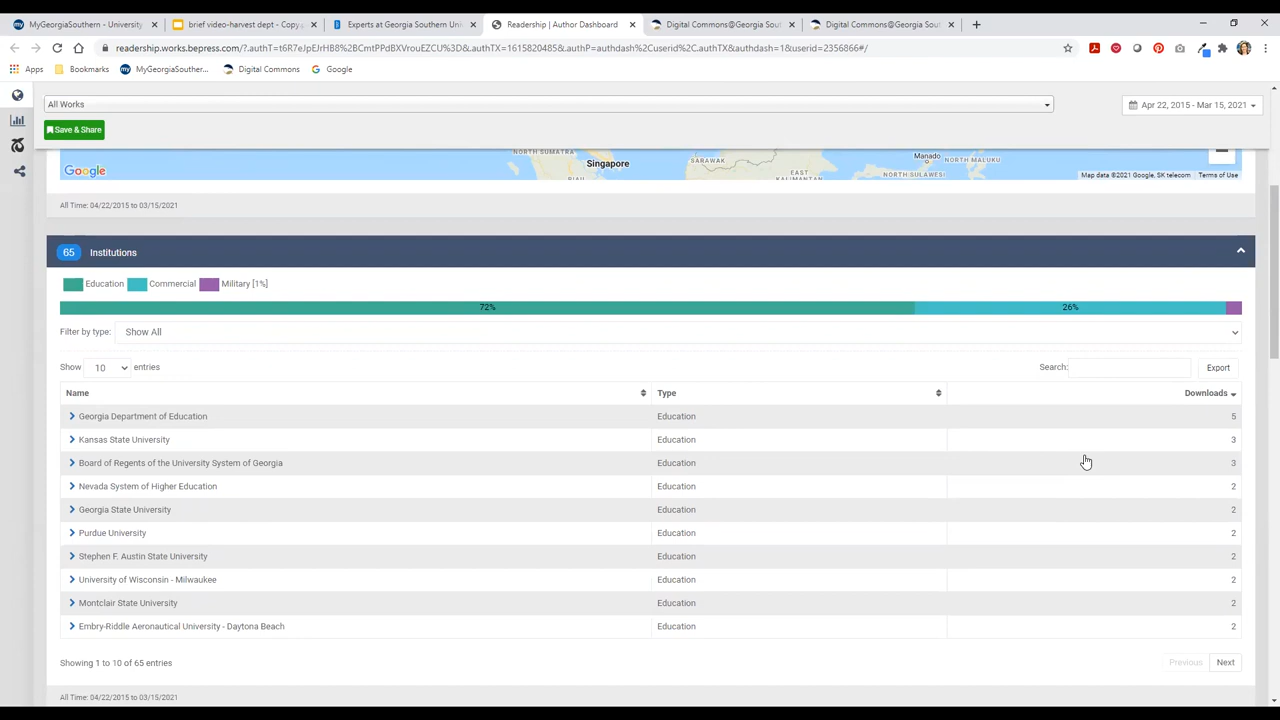 MyGeorgiaSouthern - University
brief video-harvest dept - Copy
Experts at Georgia Southern Uni
Readership | Author Dashboard
Digital Commons@Georgia Sout
Digital Commons@Georgia Sout
readership.works.bepress.com/?.authT=t6R7eJpEJrHB8%2BCmtPPdBXVrouEZCU%3D&authTX=1615820485&authP=authdash%2Cuserid%2C.authTX&authdash=1&userid=2356866#/
Apps Bookmarks MyGeorgiaSouther... Digital Commons Google
All Works
Apr 22, 2015 - Mar 15, 2021
Save & Share
NORTH SUMATRA
Singapore
SARAWAK
Manado
NORTH MALUKU
RIAU
EAST
KALIMANTAN
NORTH SULAWESI
Google
Map data ©2021 Google, SK telecom Terms of Use
All Time: 04/22/2015 to 03/15/2021
65 Institutions
Education Commercial Military [1%]
72% 26%
Filter by type: Show All
Show 10 entries Search: Export
Name Type Downloads
Georgia Department of Education Education 5
Kansas State University Education 3
Board of Regents of the University System of Georgia Education 3
Nevada System of Higher Education Education 2
Georgia State University Education 2
Purdue University Education 2
Stephen F. Austin State University Education 2
University of Wisconsin - Milwaukee Education 2
Montclair State University Education 2
Embry-Riddle Aeronautical University - Daytona Beach Education 2
Showing 1 to 10 of 65 entries Previous Next
All Time: 04/22/2015 to 03/15/2021